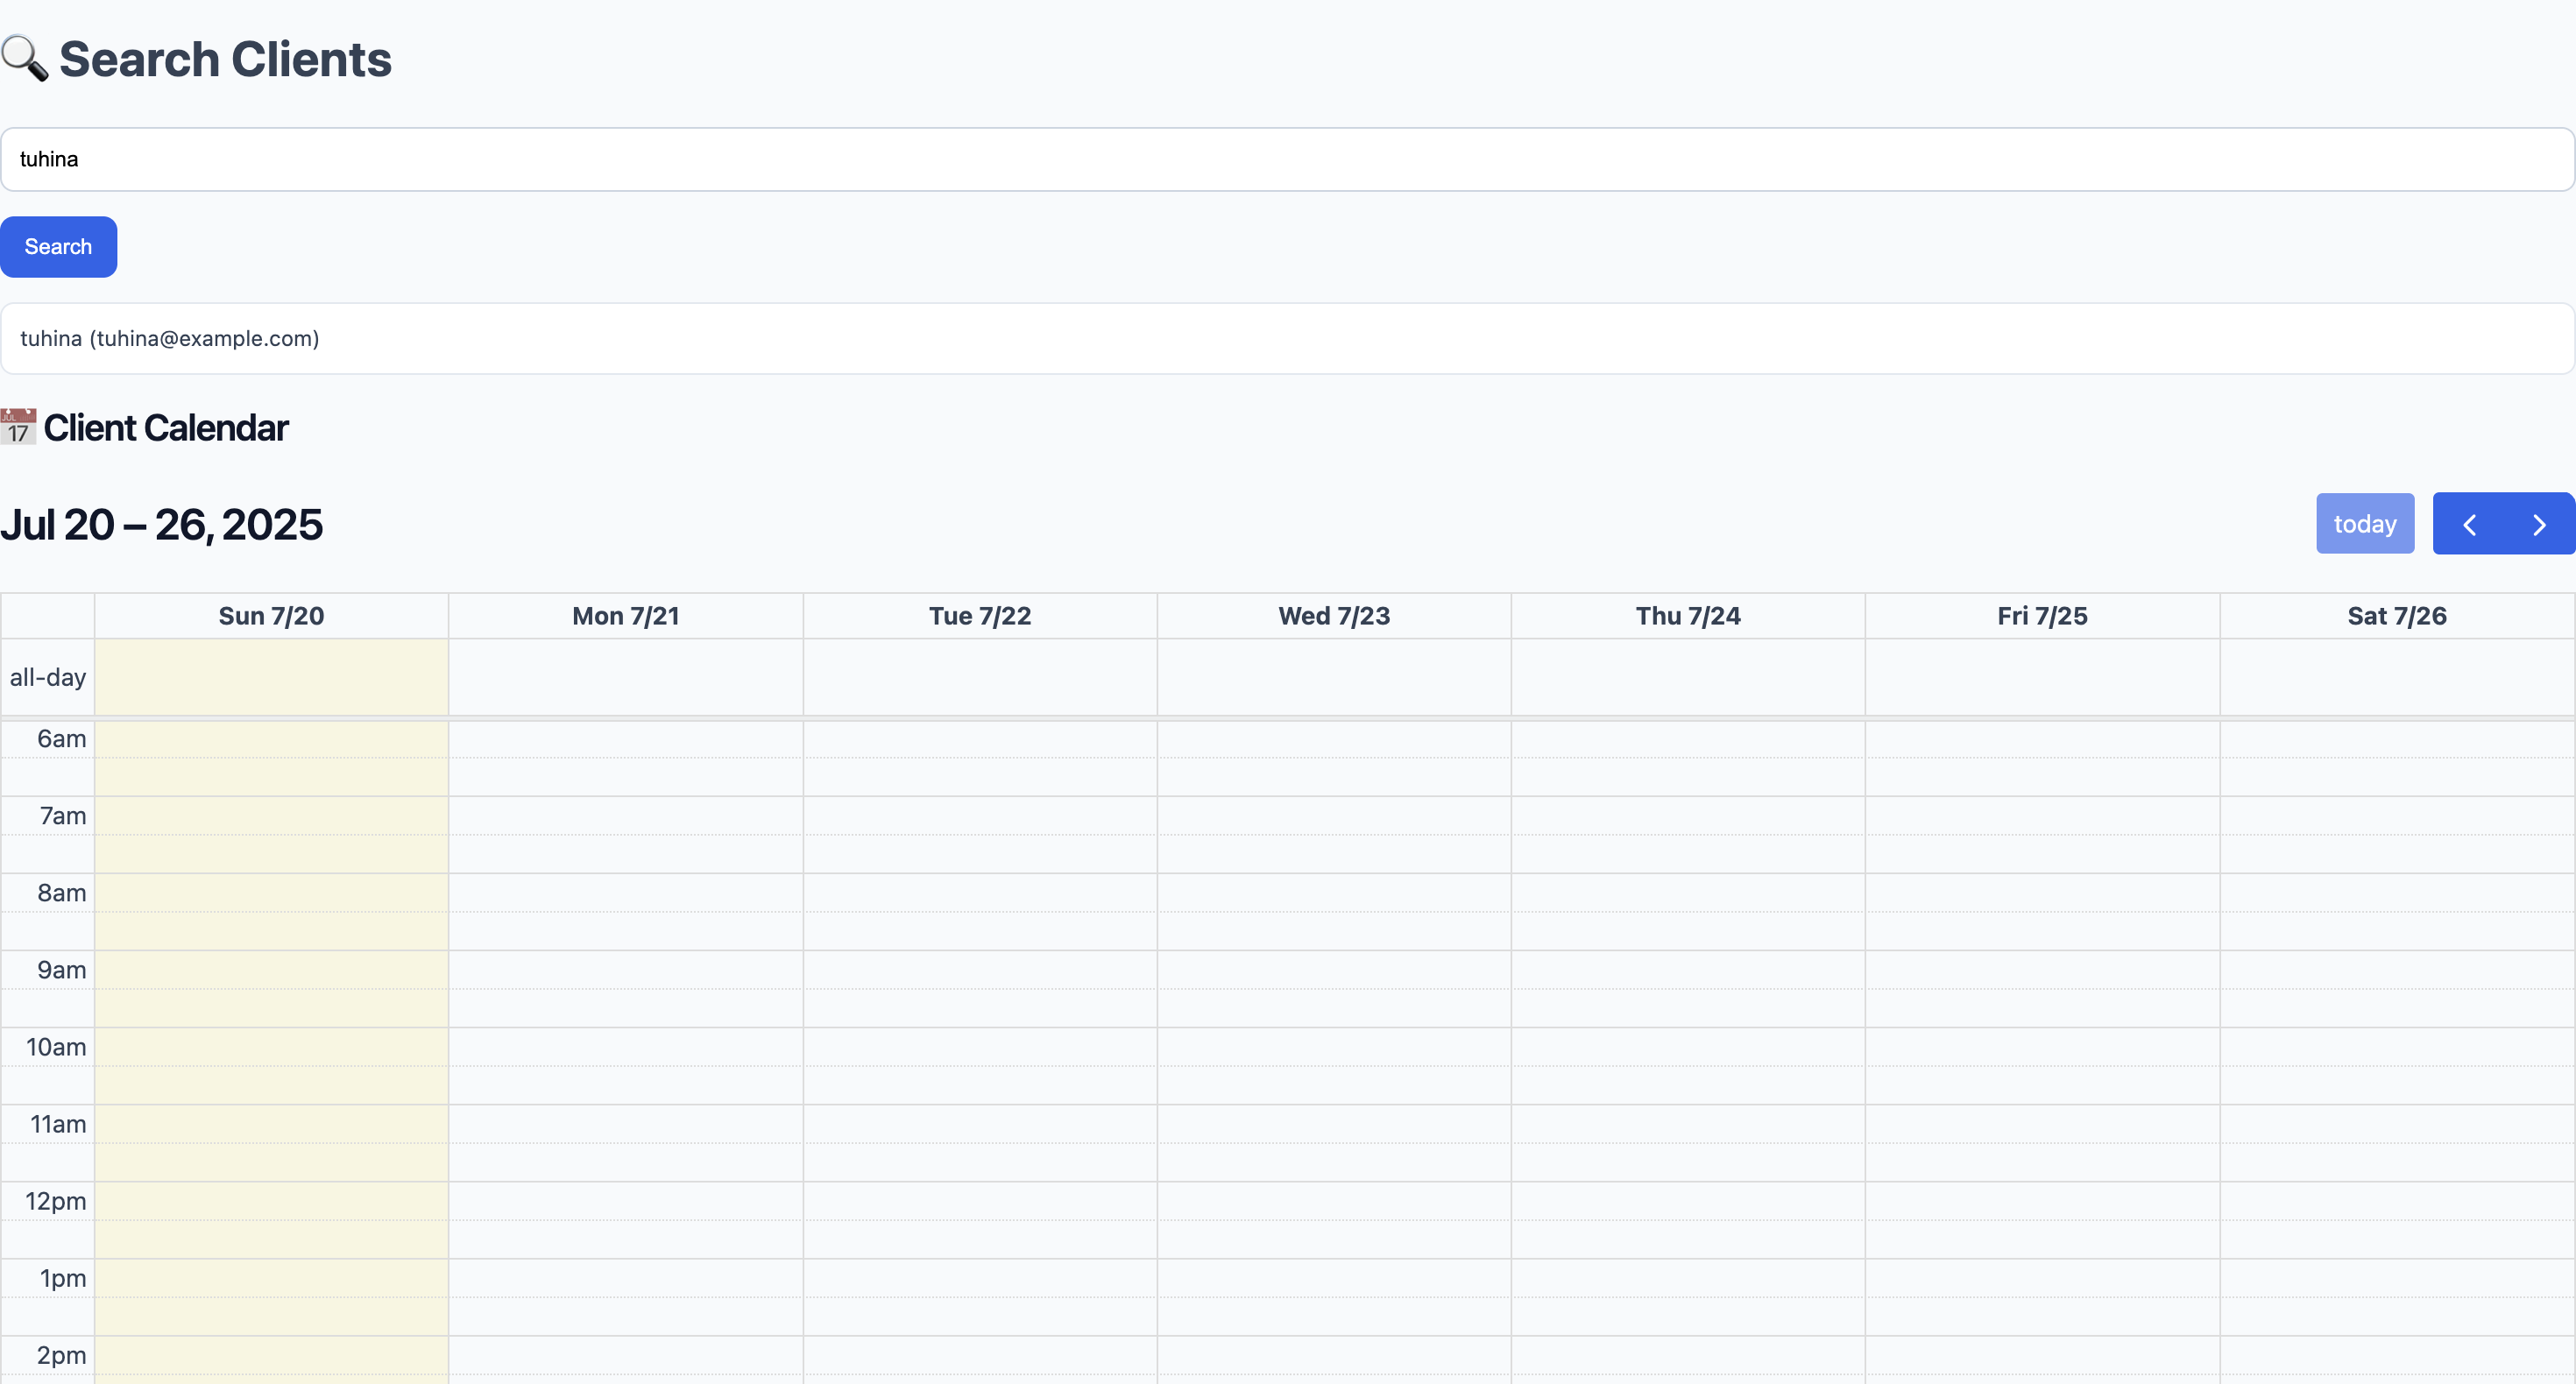 🔍 Search Clients
tuhina
Search
tuhina (tuhina@example.com)
📅 Client Calendar
Jul 20 – 26, 2025
today
Sun 7/20 Mon 7/21 Tue 7/22 Wed 7/23 Thu 7/24 Fri 7/25 Sat 7/26
all-day
6am
7am
8am
9am
10am
11am
12pm
1pm
2pm